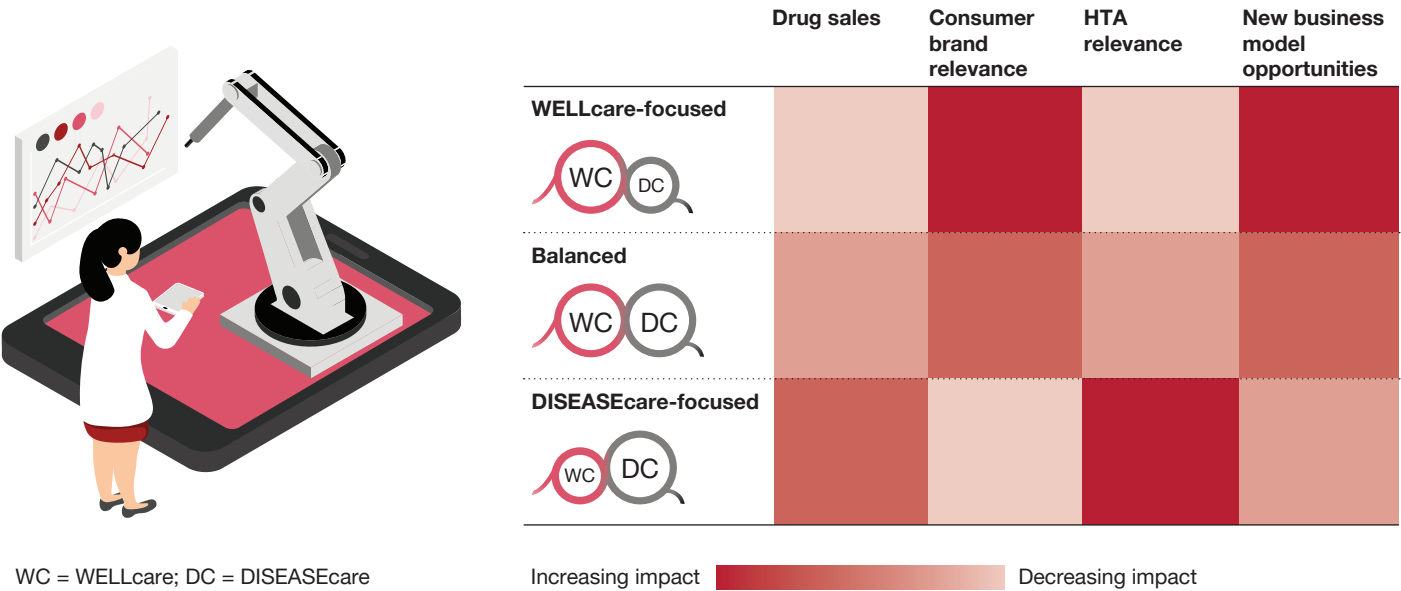 Drug sales
Consumer
brand
relevance
HTA
relevance
New business
model
opportunities
WELLcare-focused
WC
DC
Balanced
WC
DC
DISEASEcare-focused
WC
DC
WC = WELLcare; DC = DISEASEcare
Increasing impact
Decreasing impact